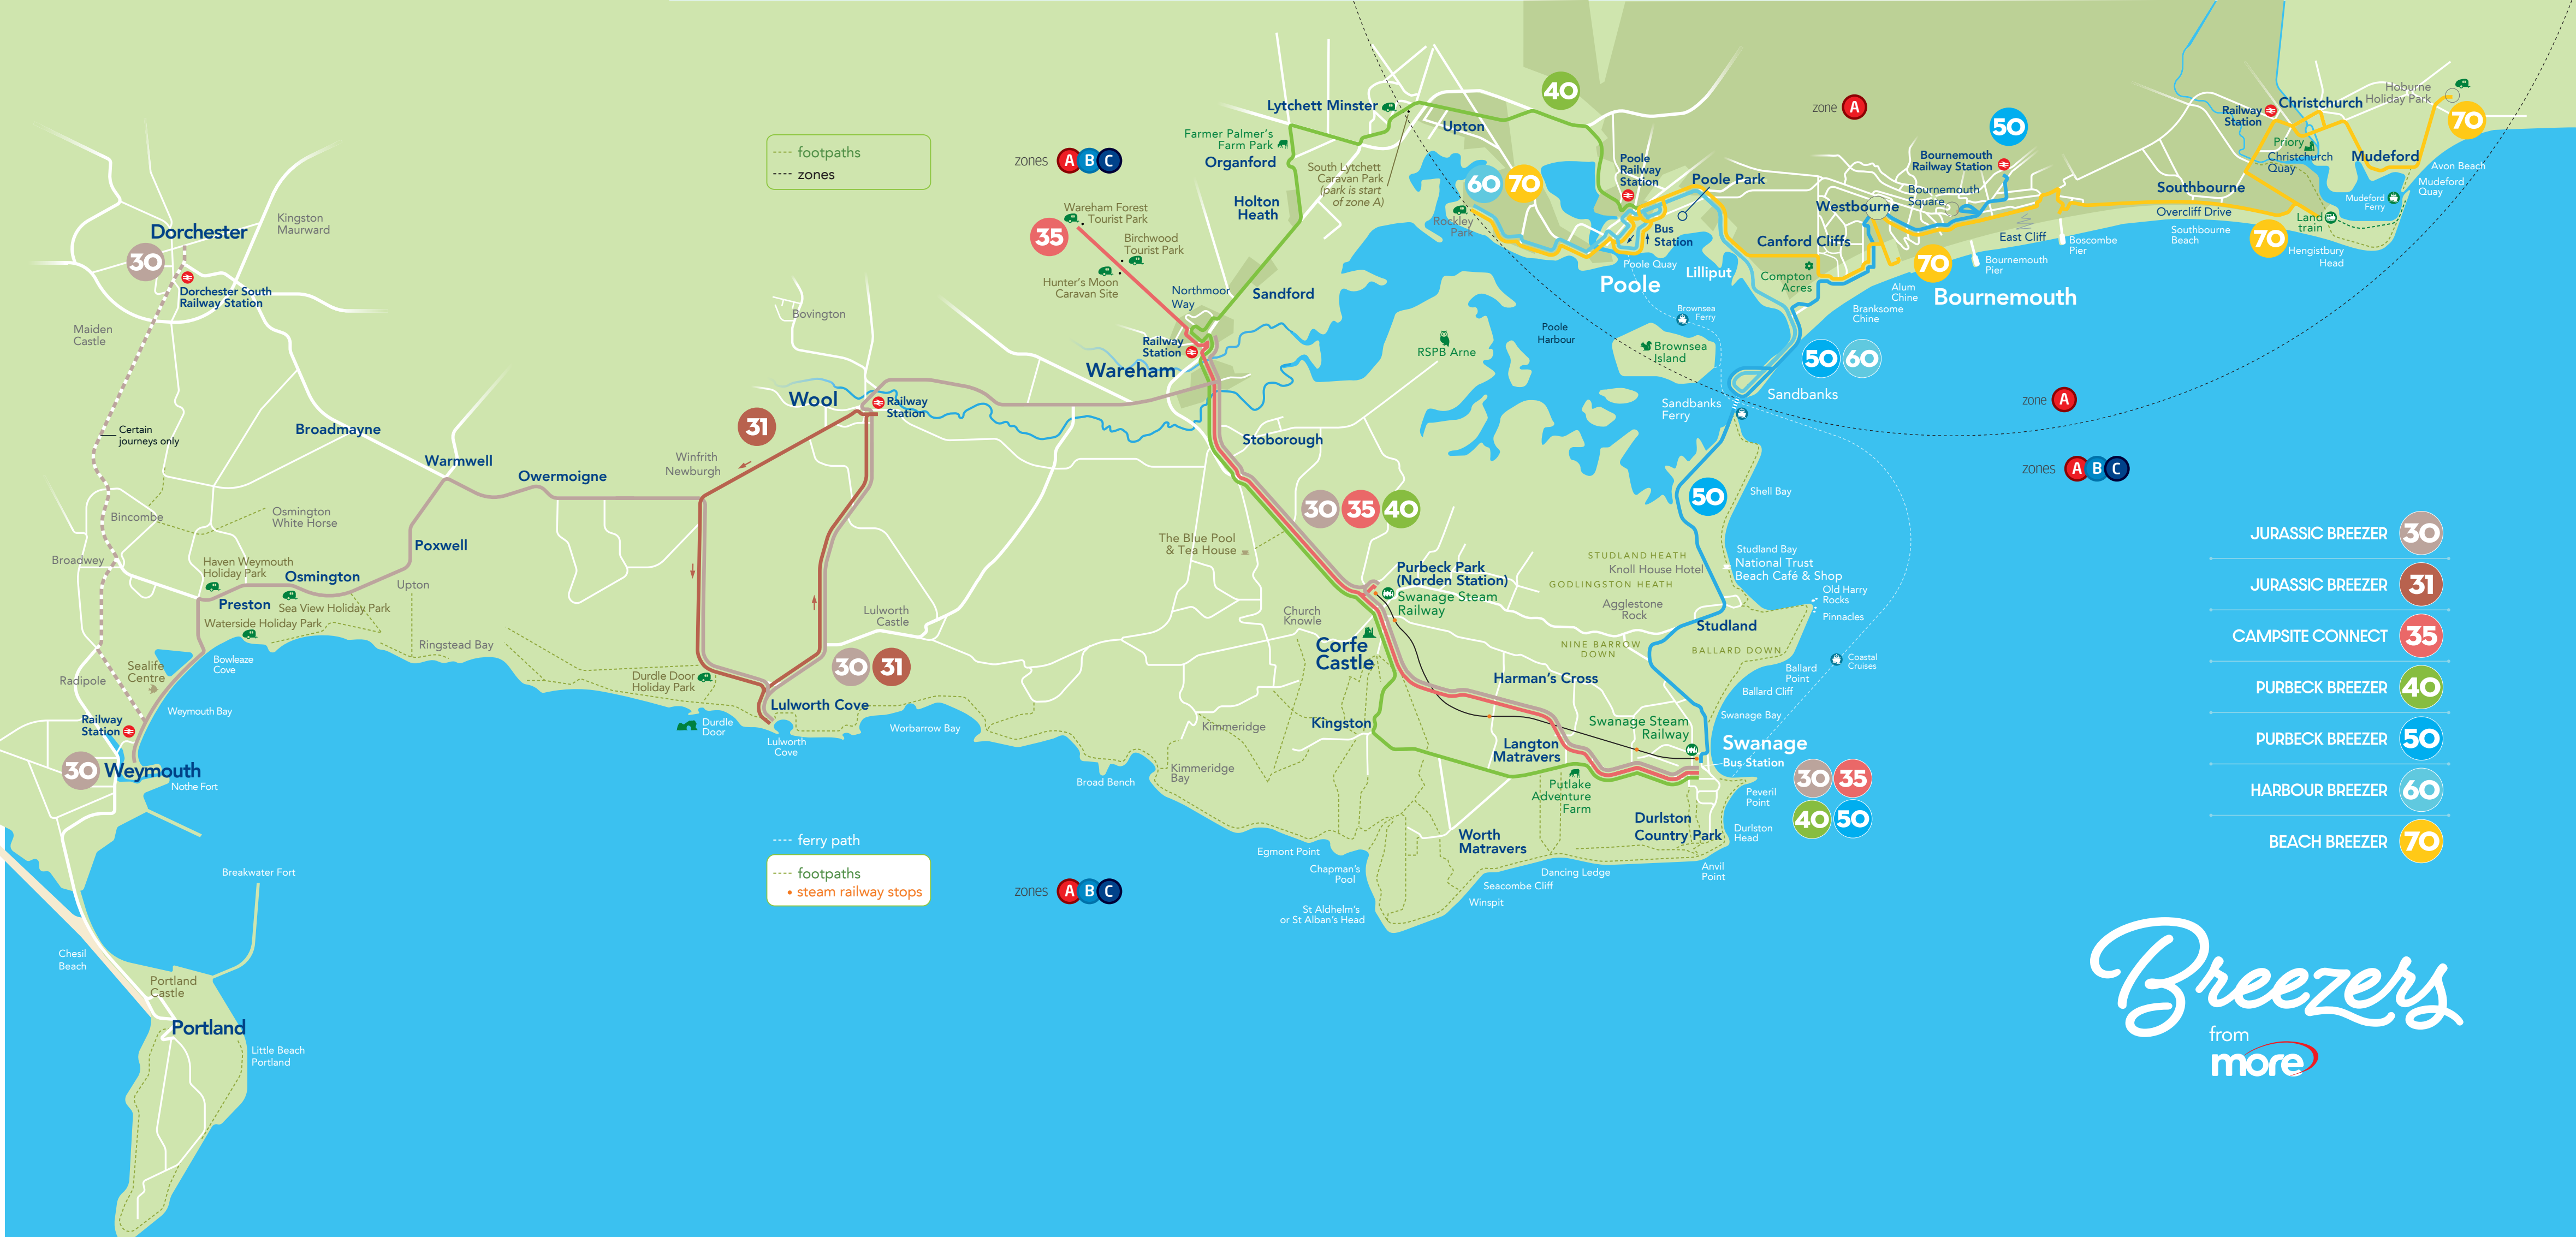 footpaths
zones
zones A B C
zone A
zone A
zones A B C
zones A B C
Dorchester
30
Kingston
Maurward
Dorchester South
Railway Station
Maiden
Castle
Certain
journeys only
Broadmayne
Warmwell
Owermoigne
Bincombe
Osmington
White Horse
Broadwey
Poxwell
Haven Weymouth
Holiday Park
Osmington
Upton
Preston
Sea View Holiday Park
Waterside Holiday Park
Bowleaze
Cove
Ringstead Bay
Sealife
Centre
Radipole
Weymouth Bay
Railway
Station
30
Weymouth
Nothe Fort
Breakwater Fort
Chesil
Beach
Portland
Castle
Portland
Little Beach
Portland
Bovington
Wool
Railway
Station
31
Winfrith
Newburgh
Lulworth
Castle
30
31
Durdle Door
Holiday Park
Lulworth Cove
Durdle
Door
Lulworth
Cove
Worbarrow Bay
Broad Bench
Kimmeridge
Kimmeridge
Bay
ferry path
footpaths
steam railway stops
35
Wareham Forest
Tourist Park
Birchwood
Tourist Park
Hunter's Moon
Caravan Site
Northmoor
Way
Railway
Station
Wareham
Lytchett Minster
Farmer Palmer's
Farm Park
Organford
Holton
Heath
South Lytchett
Caravan Park
(park is start
of zone A)
Sandford
Upton
40
Stoborough
The Blue Pool
& Tea House
30
35
40
Purbeck Park
(Norden Station)
Swanage Steam
Railway
Church
Knowle
Corfe
Castle
Kingston
Harman's Cross
Langton
Matravers
Swanage Steam
Railway
Putlake
Adventure
Farm
Worth
Matravers
Durlston
Country Park
Egmont Point
Chapman's
Pool
St Aldhelm's
or St Alban's Head
Winspit
Seacombe Cliff
Dancing Ledge
Anvil
Point
Durlston
Head
Peveril
Point
Swanage
Bus Station
30
35
40
50
Swanage Bay
Ballard Cliff
Ballard
Point
Coastal
Cruises
Pinnacles
Old Harry
Rocks
Studland Bay
National Trust
Beach Café & Shop
STUDLAND HEATH
Knoll House Hotel
GODLINGSTON HEATH
Agglestone
Rock
Studland
NINE BARROW
DOWN
BALLARD DOWN
Shell Bay
50
RSPB Arne
Poole
Harbour
Brownsea
Island
Brownsea
Ferry
Sandbanks
Ferry
Sandbanks
50
60
60
70
Rockley
Park
Poole
Railway
Station
Poole Park
Bus
Station
Poole Quay
Poole
Lilliput
Canford Cliffs
Compton
Acres
Westbourne
Bournemouth
Square
Bournemouth
Railway Station
50
70
Alum
Chine
Branksome
Chine
Bournemouth
Bournemouth
Pier
East Cliff
Boscombe
Pier
Southbourne
Overcliff Drive
Southbourne
Beach
70
Hengistbury
Head
Land
train
Railway
Station
Christchurch
Priory
Christchurch
Quay
Hoburne
Holiday Park
70
Mudeford
Avon Beach
Mudeford
Quay
Mudeford
Ferry
JURASSIC BREEZER 30
JURASSIC BREEZER 31
CAMPSITE CONNECT 35
PURBECK BREEZER 40
PURBECK BREEZER 50
HARBOUR BREEZER 60
BEACH BREEZER 70
Breezers
from
more